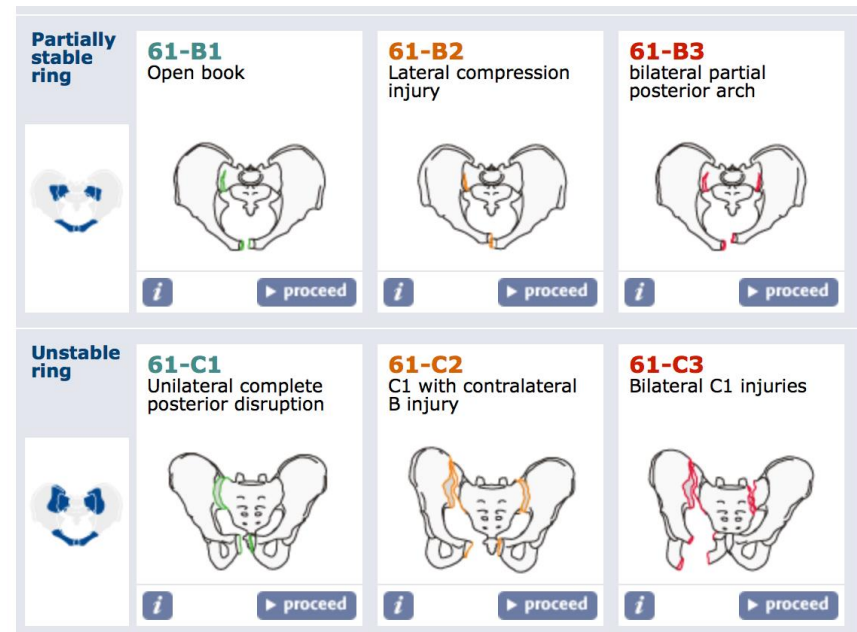 Partially
stable
ring
61-B1
Open book
i
proceed
61-B2
Lateral compression
injury
i
proceed
61-B3
bilateral partial
posterior arch
i
proceed
Unstable
ring
61-C1
Unilateral complete
posterior disruption
i
proceed
61-C2
C1 with contralateral
B injury
i
proceed
61-C3
Bilateral C1 injuries
i
proceed